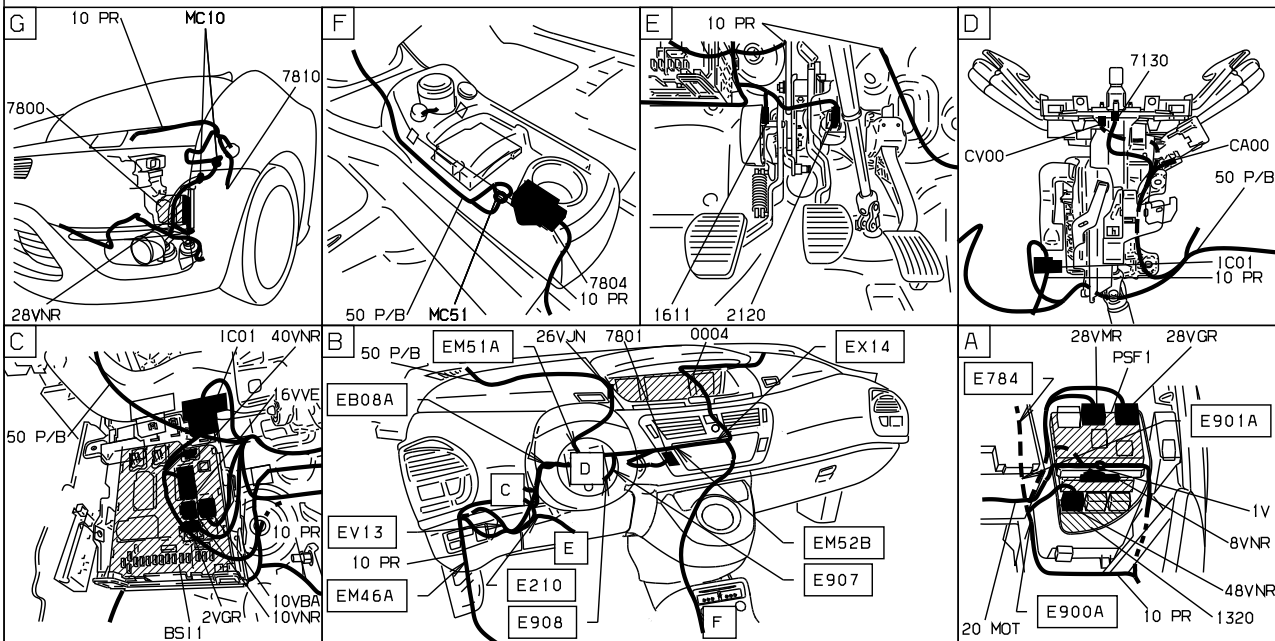 G
10 PR
MC10
7810
7800
28VNR
F
7804
10 PR
50 P/B
MC51
E
10 PR
1611
2120
D
7130
CV00
CA00
50 P/B
IC01
10 PR
C
IC01
40VNR
16VVE
50 P/B
10 PR
10VBA
2VGR
10VNR
BSI1
B
50 P/B
EM51A
26VJN
7801
0004
EX14
EB08A
D
C
EV13
10 PR
E
EM52B
EM46A
E210
E907
E908
F
A
28VMR
28VGR
PSF1
E784
E901A
1V
8VNR
48VNR
E900A
10 PR
1320
20 MOT